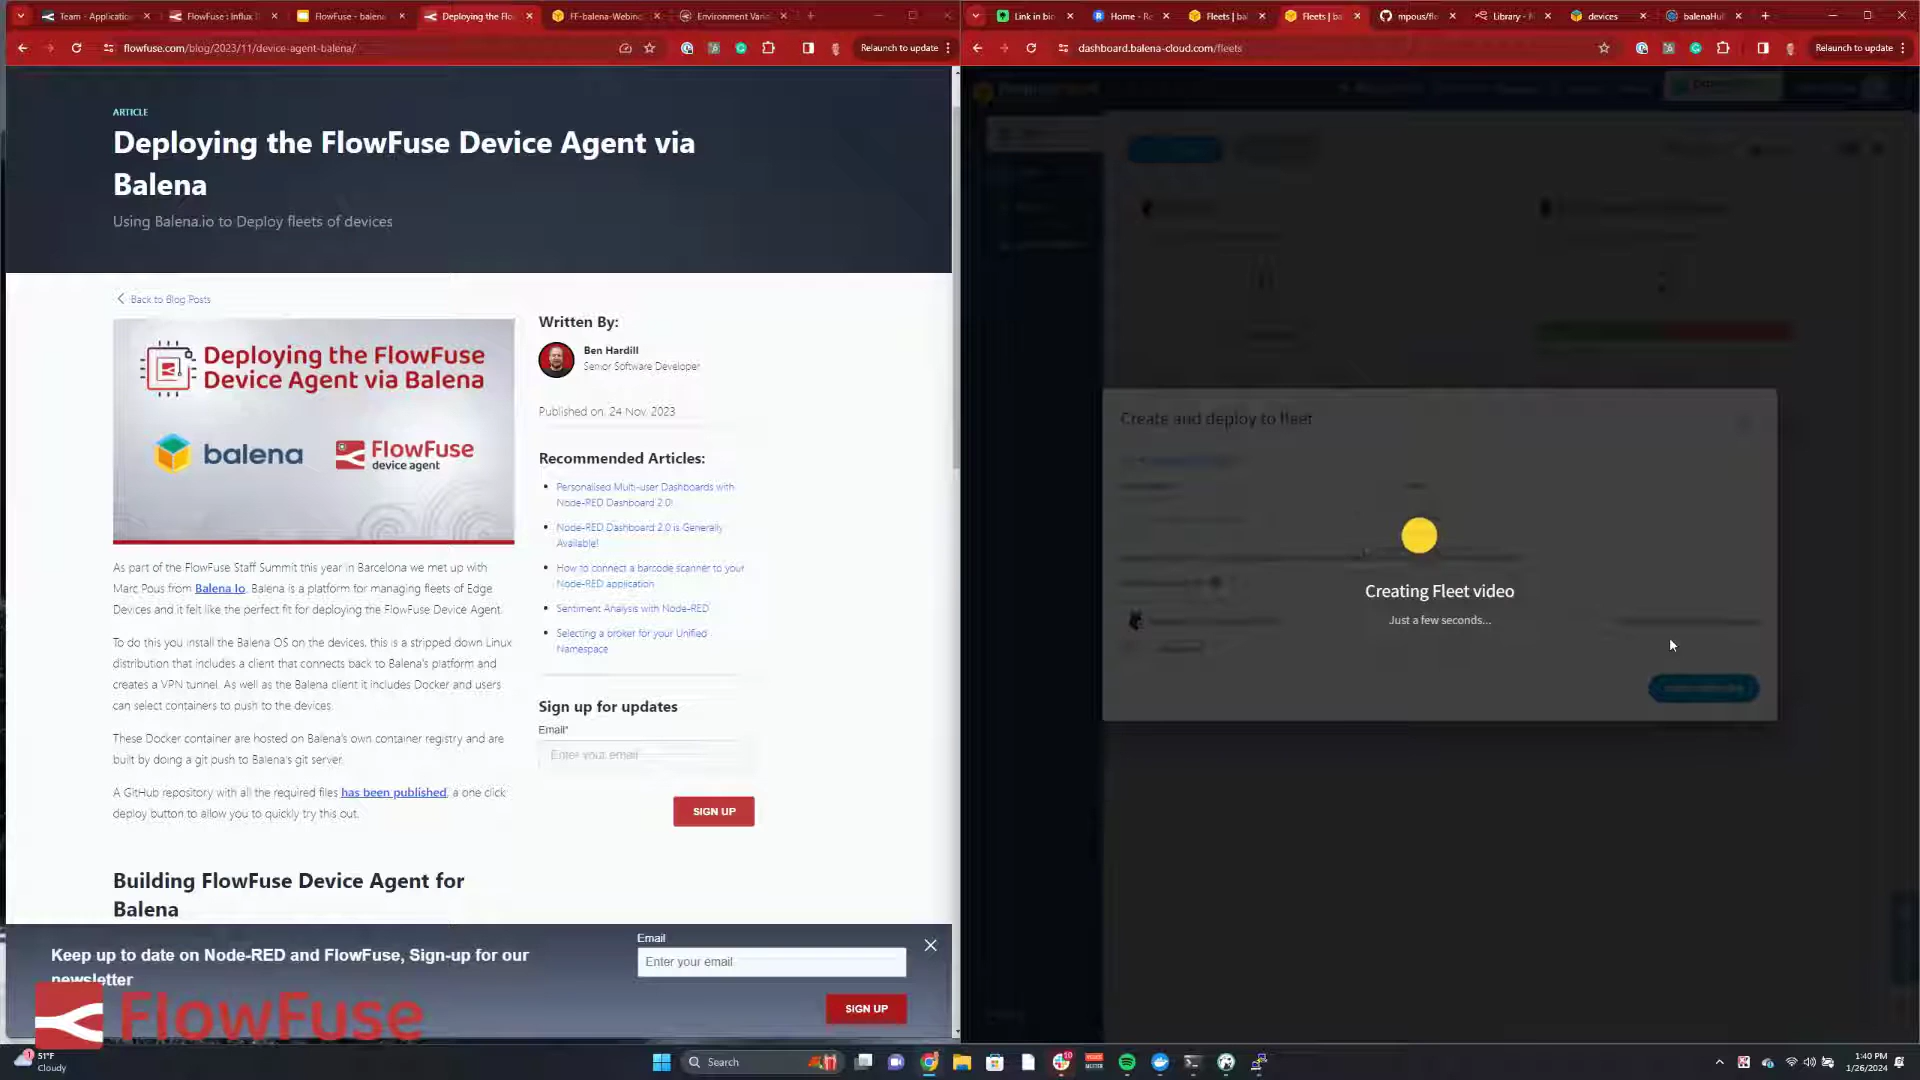 Team - Applicatio
FlowFuse : Influx
FlowFuse - balena
Deploying the Flo
FF-balena-Webin
Environment Varia
flowfuse.com/blog/2023/11/device-agent-balena/
Relaunch to update
ARTICLE
Deploying the FlowFuse Device Agent via
Balena
Using Balena.io to Deploy fleets of devices
Back to Blog Posts
Deploying the FlowFuse
Device Agent via Balena
balena
FlowFuse
device agent
As part of the FlowFuse Staff Summit this year in Barcelona we met up with
Marc Pous from Balena Io. Balena is a platform for managing fleets of Edge
Devices and it felt like the perfect fit for deploying the FlowFuse Device Agent.
To do this you install the Balena OS on the devices, this is a stripped down Linux
distribution that includes a client that connects back to Balena's platform and
creates a VPN tunnel. As well as the Balena client it includes Docker and users
can select containers to push to the devices.
These Docker container are hosted on Balena's own container registry and are
built by doing a git push to Balena's git server.
A GitHub repository with all the required files has been published, a one click
deploy button to allow you to quickly try this out.
Building FlowFuse Device Agent for
Balena
Written By:
Ben Hardill
Senior Software Developer
Published on: 24 Nov 2023
Recommended Articles:
Personalised Multi-user Dashboards with
Node-RED Dashboard 2.0!
Node-RED Dashboard 2.0 is Generally
Available!
How to connect a barcode scanner to your
Node-RED application
Sentiment Analysis with Node-RED
Selecting a broker for your Unified
Namespace
Sign up for updates
Email*
Enter your email
SIGN UP
Keep up to date on Node-RED and FlowFuse, Sign-up for our
newsletter
Email
Enter your email
SIGN UP
FlowFuse
Link in bio
Home - Re
Fleets | bal
Fleets | ba
mpous/flo
Library - N
devices
balenaHu
dashboard.balena-cloud.com/fleets
Relaunch to update
Create and deploy to fleet
Creating Fleet video
Just a few seconds...
51°F
Cloudy
Search
10
1:40 PM
1/26/2024